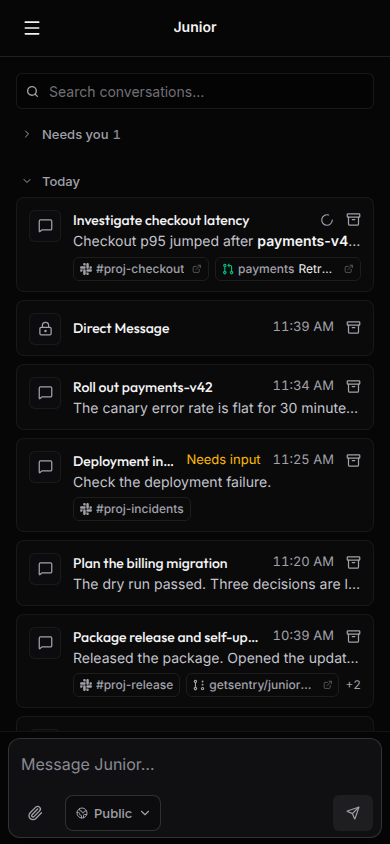 Junior
Search conversations...
Needs you 1
Today
Investigate checkout latency
Checkout p95 jumped after payments-v4...
#proj-checkout
payments Retr...
Direct Message 11:39 AM
Roll out payments-v42 11:34 AM
The canary error rate is flat for 30 minute...
Deployment in... Needs input 11:25 AM
Check the deployment failure.
#proj-incidents
Plan the billing migration 11:20 AM
The dry run passed. Three decisions are l...
Package release and self-up... 10:39 AM
Released the package. Opened the updat...
#proj-release getsentry/junior... +2
Message Junior...
Public